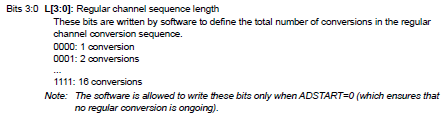 Bits 3:0 L[3:0]: Regular channel sequence length
These bits are written by software to define the total number of conversions in the regular
channel conversion sequence.
0000: 1 conversion
0001: 2 conversions
...
1111: 16 conversions
Note: The software is allowed to write these bits only when ADSTART=0 (which ensures that
no regular conversion is ongoing).